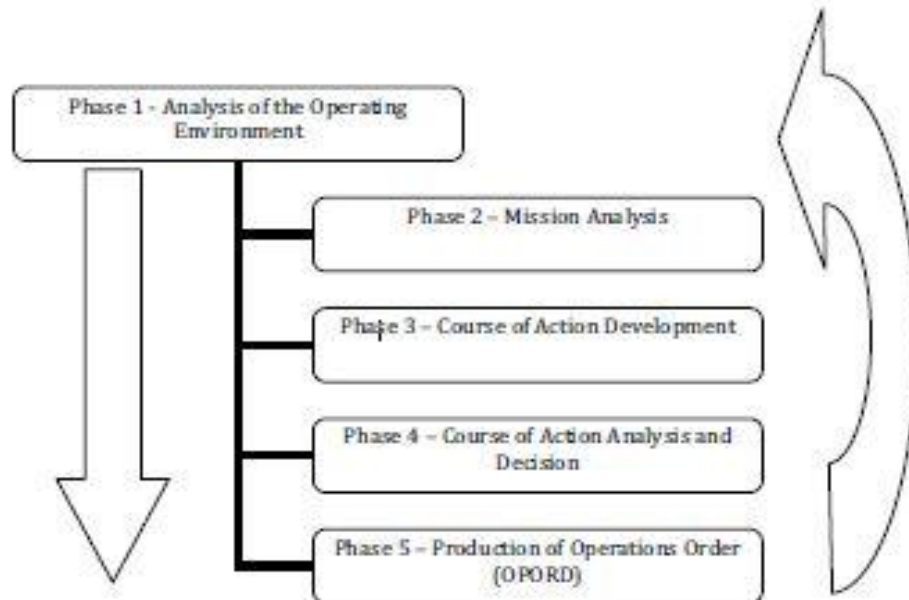 Phase 1 - Analysis of the Operating
Environment
Phase 2 – Mission Analysis
Phase 3 – Course of Action Development
Phase 4 – Course of Action Analysis and
Decision
Phase 5 – Production of Operations Order
(OPORD)